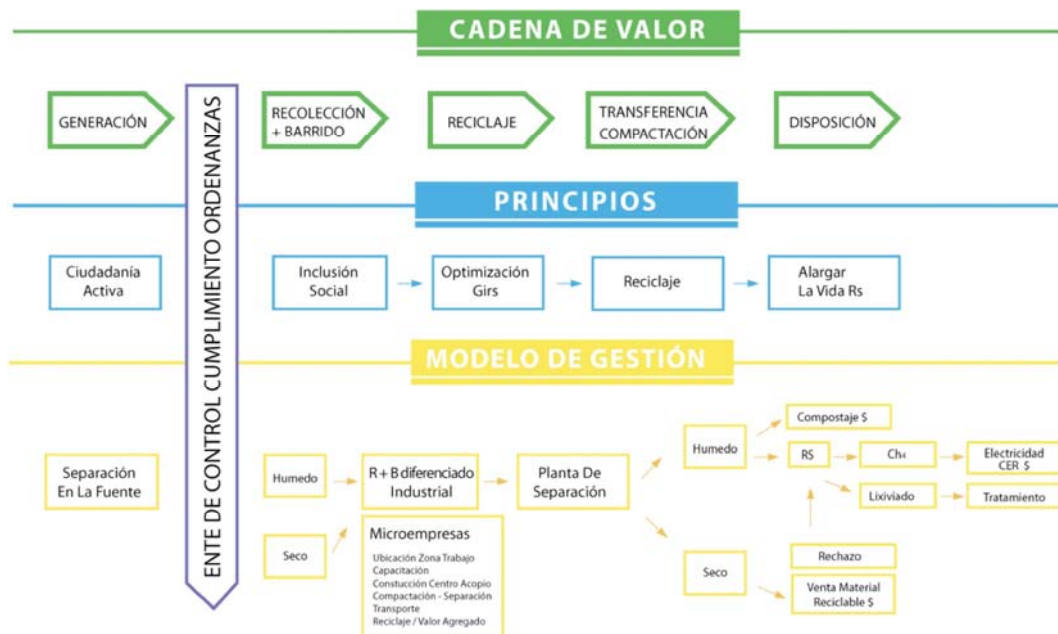 CADENA DE VALOR
GENERACIÓN
RECOLECCIÓN
+ BARRIDO
RECICLAJE
TRANSFERENCIA
COMPACTACIÓN
DISPOSICIÓN
ENTE DE CONTROL CUMPLIMIENTO ORDENANZAS
PRINCIPIOS
Ciudadanía
Activa
Inclusión
Social
Optimización
Girs
Reciclaje
Alargar
La Vida Rs
MODELO DE GESTIÓN
Separación
En La Fuente
Humedo
Seco
R + B diferenciado
Industrial
Microempresas
Ubicación Zona Trabajo
Capacitación
Constucción Centro Acopio
Compactación - Separación
Transporte
Reciclaje / Valor Agregado
Planta De
Separación
Humedo
Seco
Compostaje $
RS
Ch4
Electricidad
CER $
Lixiviado
Tratamiento
Rechazo
Venta Material
Reciclable $